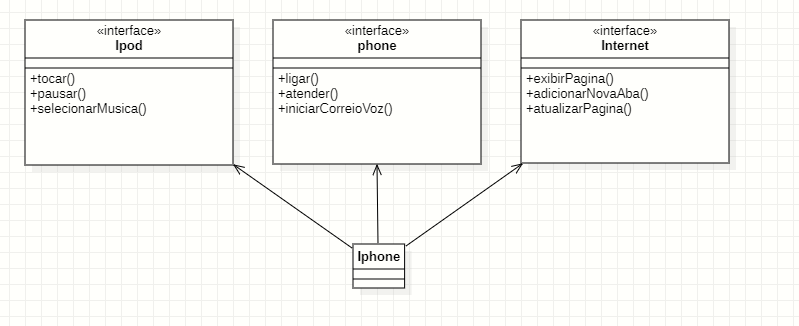 «interface»
Ipod
+tocar()
+pausar()
+selecionarMusica()
«interface»
phone
+ligar()
+atender()
+iniciarCorreioVoz()
«interface»
Internet
+exibirPagina()
+adicionarNovaAba()
+atualizarPagina()
Iphone